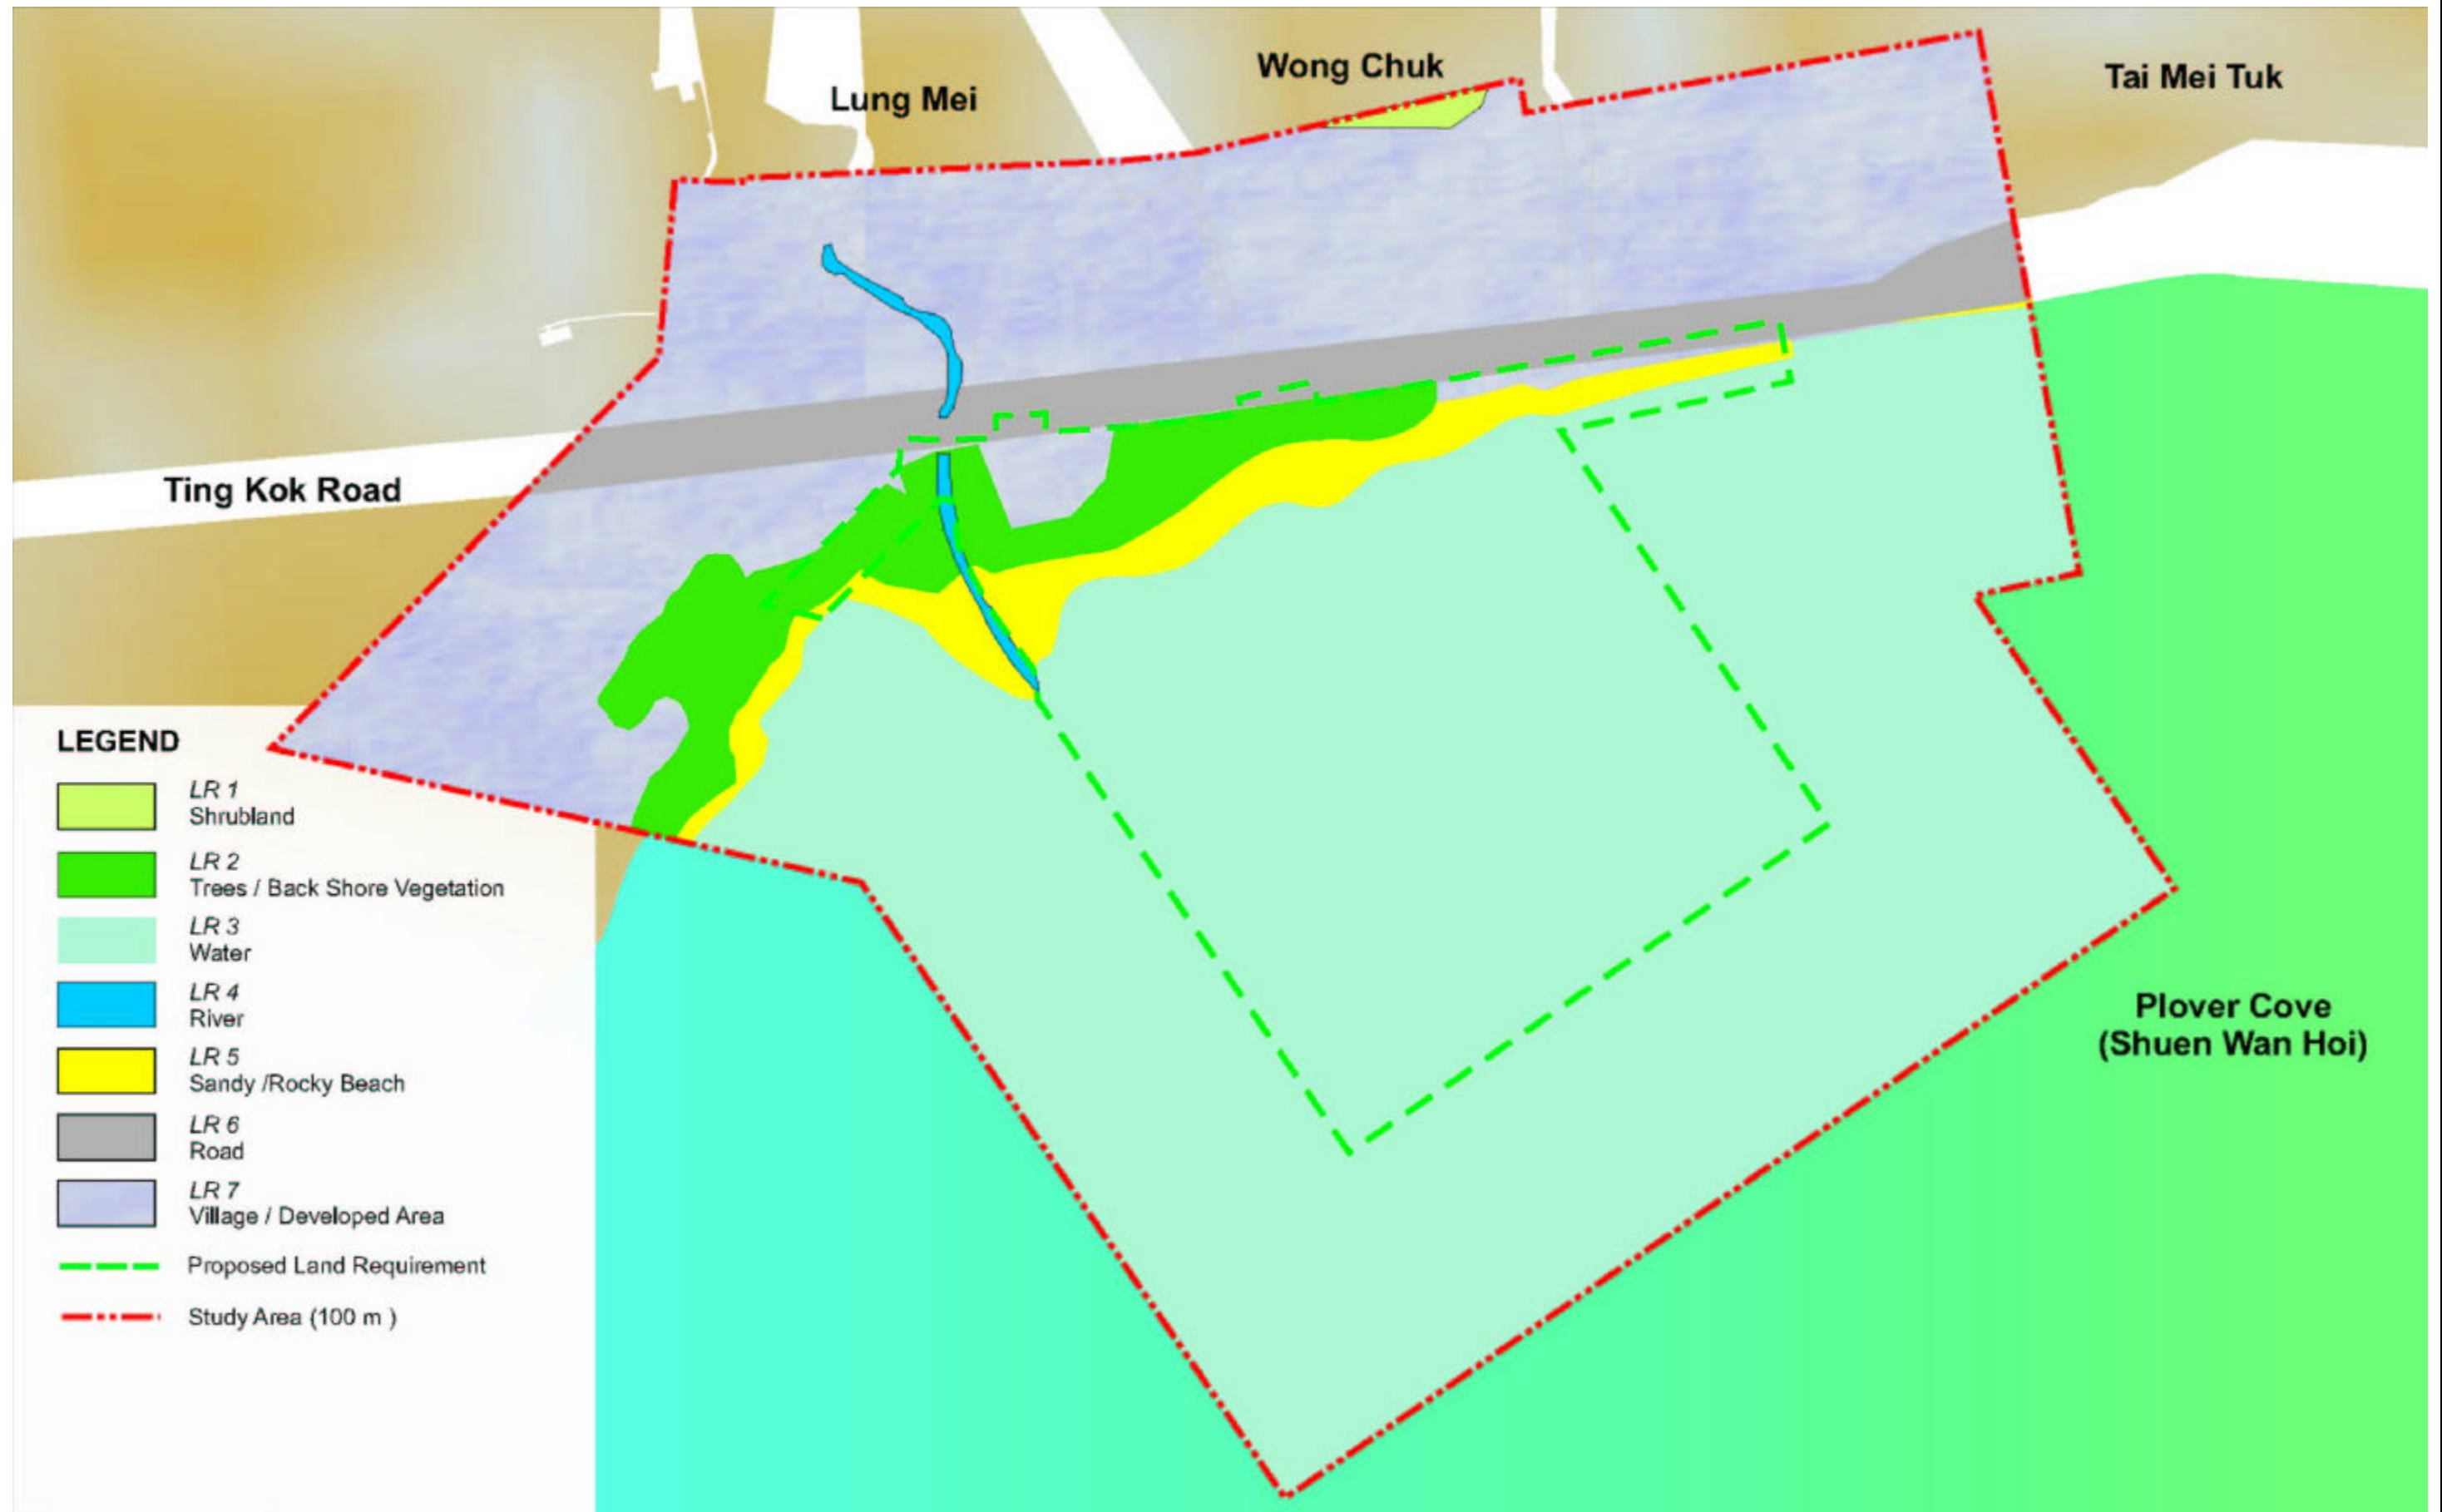 Wong Chuk
Tai Mei Tuk
Lung Mei
Ting Kok Road
LEGEND
LR 1
Shrubland
LR 2
Trees / Back Shore Vegetation
LR 3
Water
LR 4
River
LR 5
Sandy /Rocky Beach
LR 6
Road
LR 7
Village / Developed Area
Proposed Land Requirement
Study Area (100 m )
Plover Cove
(Shuen Wan Hoi)